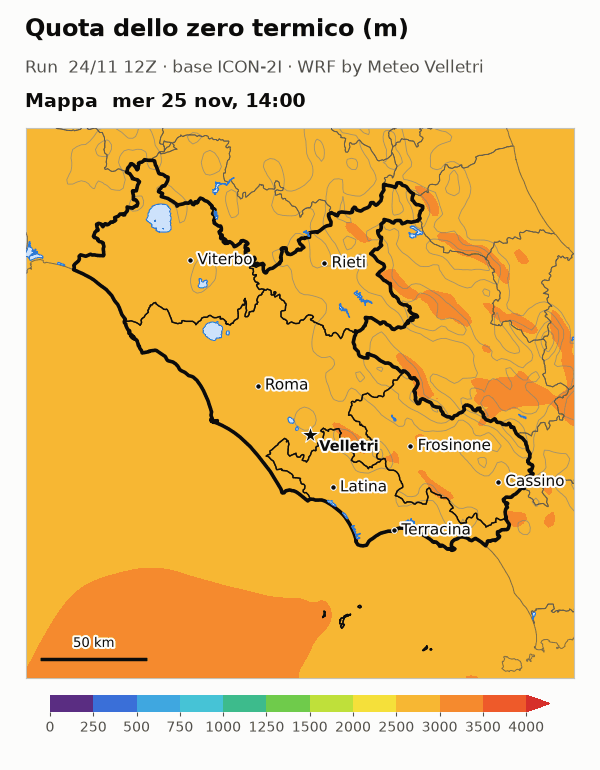 Quota dello zero termico (m)
Run  24/11 12Z · base ICON-2I · WRF by Meteo Velletri
Mappa  mer 25 nov, 14:00
Viterbo
Rieti
Roma
Velletri
Frosinone
Latina
Cassino
Terracina
50 km
0 250 500 750 1000 1250 1500 2000 2500 3000 3500 4000